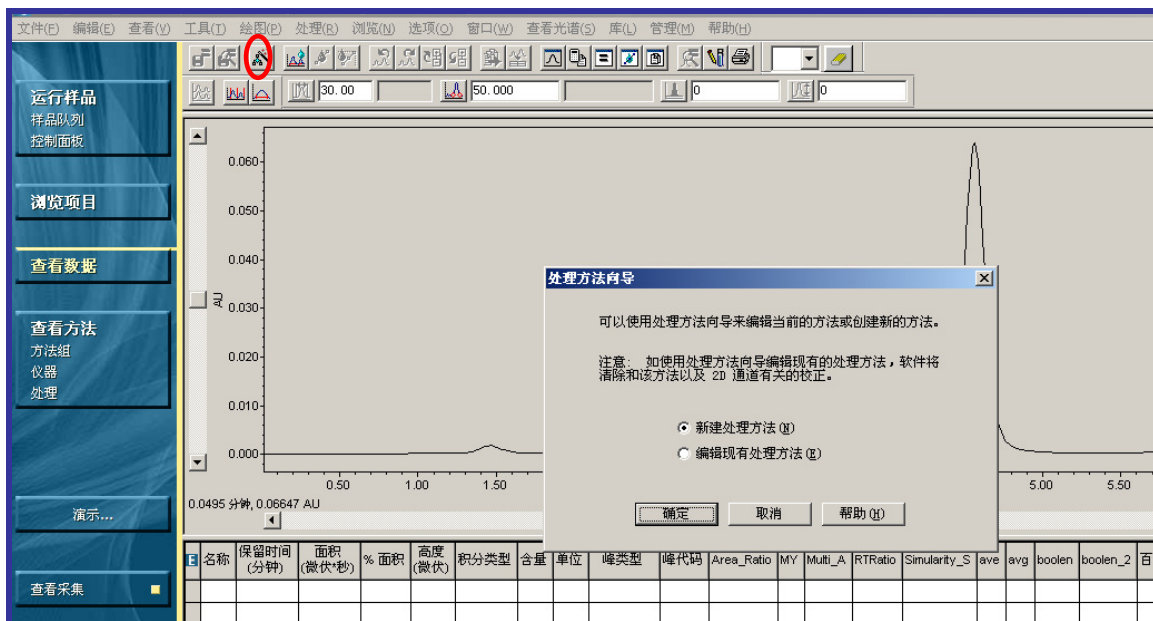 文件(F) 编辑(E) 查看(V) 工具(T) 绘图(P) 处理(R) 浏览(N) 选项(O) 窗口(W) 查看光谱(S) 库(L) 管理(M) 帮助(H)
30.00 50.000 0 0
运行样品
样品队列
控制面板
浏览项目
查看数据
查看方法
方法组
仪器
处理
演示...
查看采集
AU
0.060
0.050
0.040
0.030
0.020
0.010
0.000
0.50 1.00 1.50 5.00 5.50
0.0495 分钟, 0.06647 AU
处理方法向导
可以使用处理方法向导来编辑当前的方法或创建新的方法。
注意: 如使用处理方法向导编辑现有的处理方法，软件将
清除和该方法以及 2D 通道有关的校正。
新建处理方法(N)
编辑现有处理方法(E)
确定 取消 帮助(H)
名称 保留时间(分钟) 面积(微伏*秒) % 面积 高度(微伏) 积分类型 含量 单位 峰类型 峰代码 Area_Ratio MY Multi_A RTRatio Simularity_S ave avg boolen boolen_2 百